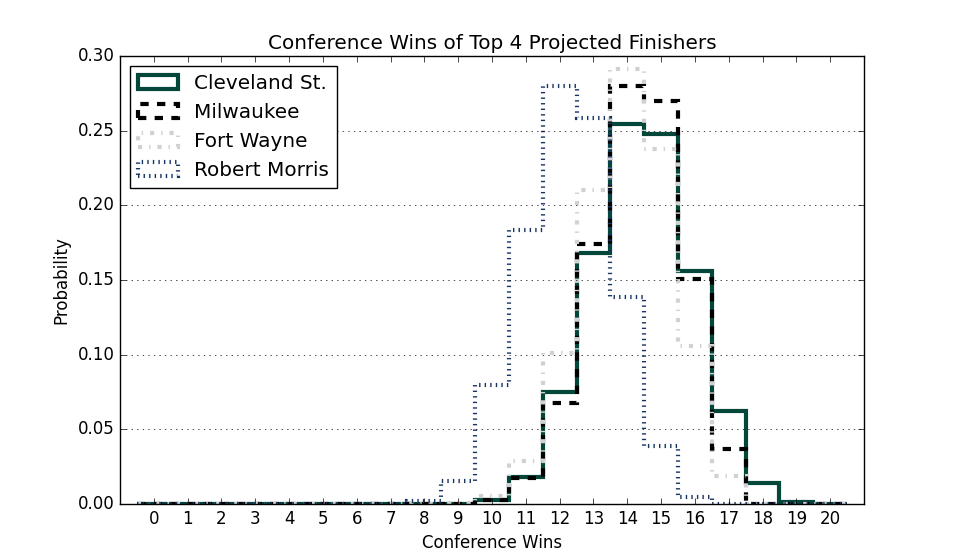 Conference Wins of Top 4 Projected Finishers
Cleveland St.
Milwaukee
Fort Wayne
Robert Morris
0.30
0.25
0.20
0.15
0.10
0.05
0.00
Probability
0 1 2 3 4 5 6 7 8 9 10 11 12 13 14 15 16 17 18 19 20
Conference Wins